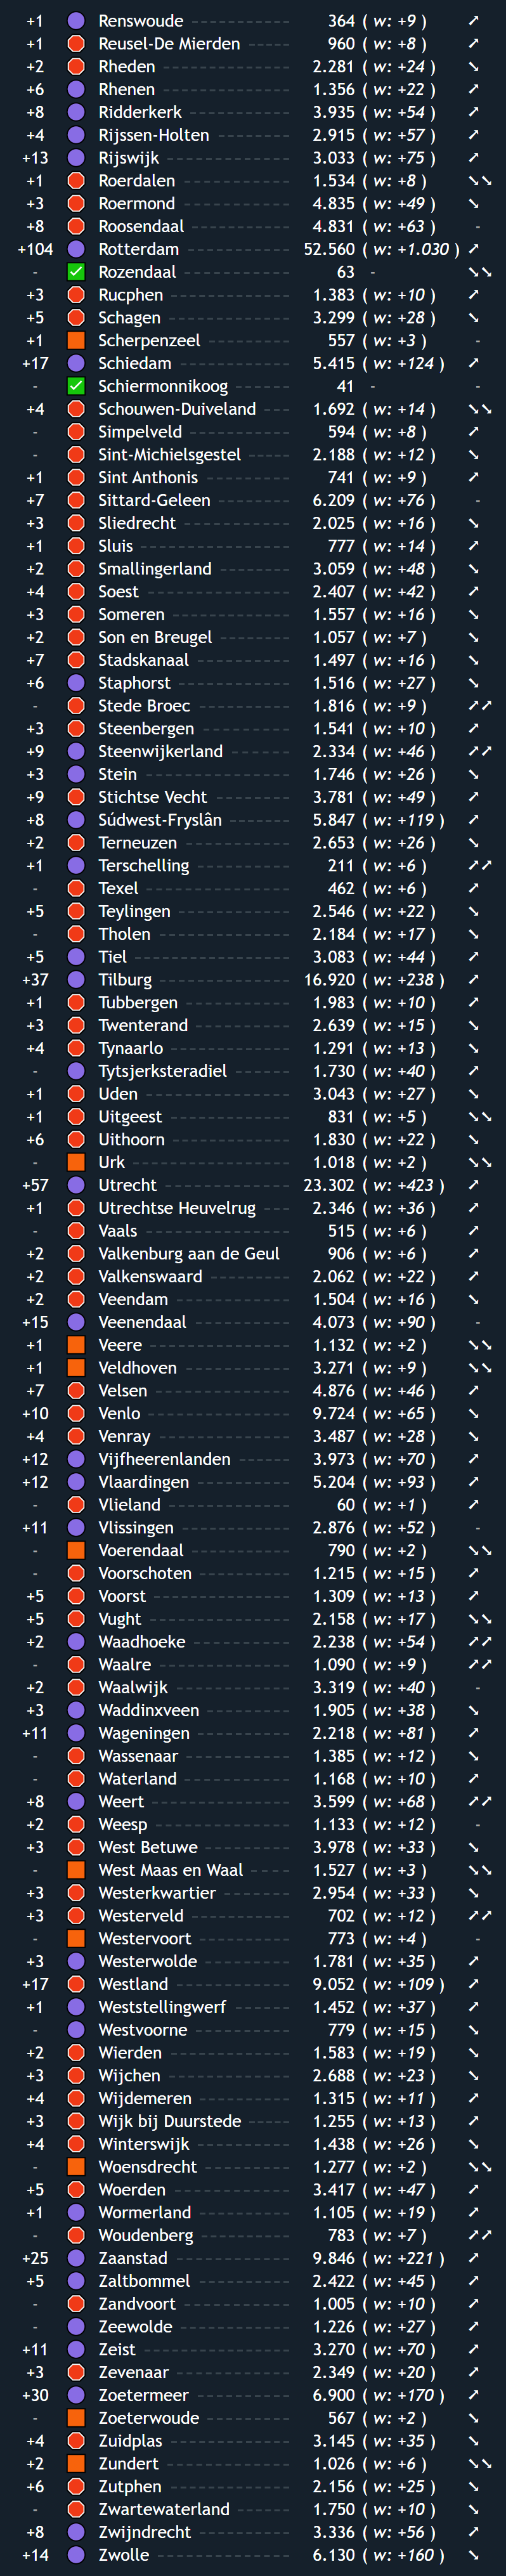 +1 Renswoude 364 ( w: +9 ) ➚
+1 Reusel-De Mierden 960 ( w: +8 ) ➚
+2 Rheden 2.281 ( w: +24 ) ➘
+6 Rhenen 1.356 ( w: +22 ) ➚
+8 Ridderkerk 3.935 ( w: +54 ) ➚
+4 Rijssen-Holten 2.915 ( w: +57 ) ➚
+13 Rijswijk 3.033 ( w: +75 ) ➚
+1 Roerdalen 1.534 ( w: +8 ) ➘➘
+3 Roermond 4.835 ( w: +49 ) ➘
+8 Roosendaal 4.831 ( w: +63 ) -
+104 Rotterdam 52.560 ( w: +1.030 ) ➚
- Rozendaal 63 - ➘➘
+3 Rucphen 1.383 ( w: +10 ) ➚
+5 Schagen 3.299 ( w: +28 ) ➘
+1 Scherpenzeel 557 ( w: +3 ) -
+17 Schiedam 5.415 ( w: +124 ) ➚
- Schiermonnikoog 41 - -
+4 Schouwen-Duiveland 1.692 ( w: +14 ) ➘➘
- Simpelveld 594 ( w: +8 ) ➚
- Sint-Michielsgestel 2.188 ( w: +12 ) ➘
+1 Sint Anthonis 741 ( w: +9 ) ➚
+7 Sittard-Geleen 6.209 ( w: +76 ) -
+3 Sliedrecht 2.025 ( w: +16 ) ➘
+1 Sluis 777 ( w: +14 ) ➚
+2 Smallingerland 3.059 ( w: +48 ) ➘
+4 Soest 2.407 ( w: +42 ) ➚
+3 Someren 1.557 ( w: +16 ) ➘
+2 Son en Breugel 1.057 ( w: +7 ) ➘
+7 Stadskanaal 1.497 ( w: +16 ) ➘
+6 Staphorst 1.516 ( w: +27 ) ➘
- Stede Broec 1.816 ( w: +9 ) ➚➚
+3 Steenbergen 1.541 ( w: +10 ) ➚
+9 Steenwijkerland 2.334 ( w: +46 ) ➚➚
+3 Stein 1.746 ( w: +26 ) ➘
+9 Stichtse Vecht 3.781 ( w: +49 ) ➚
+8 Súdwest-Fryslân 5.847 ( w: +119 ) ➚
+2 Terneuzen 2.653 ( w: +26 ) ➘
+1 Terschelling 211 ( w: +6 ) ➚➚
- Texel 462 ( w: +6 ) ➚
+5 Teylingen 2.546 ( w: +22 ) ➘
- Tholen 2.184 ( w: +17 ) ➘
+5 Tiel 3.083 ( w: +44 ) ➚
+37 Tilburg 16.920 ( w: +238 ) ➚
+1 Tubbergen 1.983 ( w: +10 ) ➚
+3 Twenterand 2.639 ( w: +15 ) ➘
+4 Tynaarlo 1.291 ( w: +13 ) ➘
- Tytsjerksteradiel 1.730 ( w: +40 ) ➚
+1 Uden 3.043 ( w: +27 ) ➘
+1 Uitgeest 831 ( w: +5 ) ➘➘
+6 Uithoorn 1.830 ( w: +22 ) ➘
- Urk 1.018 ( w: +2 ) ➘➘
+57 Utrecht 23.302 ( w: +423 ) ➚
+1 Utrechtse Heuvelrug 2.346 ( w: +36 ) ➚
- Vaals 515 ( w: +6 ) ➚
+2 Valkenburg aan de Geul 906 ( w: +6 ) ➚
+2 Valkenswaard 2.062 ( w: +22 ) ➚
+2 Veendam 1.504 ( w: +16 ) ➘
+15 Veenendaal 4.073 ( w: +90 ) -
+1 Veere 1.132 ( w: +2 ) ➘➘
+1 Veldhoven 3.271 ( w: +9 ) ➘➘
+7 Velsen 4.876 ( w: +46 ) ➚
+10 Venlo 9.724 ( w: +65 ) ➘
+4 Venray 3.487 ( w: +28 ) ➘
+12 Vijfheerenlanden 3.973 ( w: +70 ) ➚
+12 Vlaardingen 5.204 ( w: +93 ) ➚
- Vlieland 60 ( w: +1 ) ➚
+11 Vlissingen 2.876 ( w: +52 ) -
- Voerendaal 790 ( w: +2 ) ➘➘
- Voorschoten 1.215 ( w: +15 ) ➚
+5 Voorst 1.309 ( w: +13 ) ➚
+5 Vught 2.158 ( w: +17 ) ➘➘
+2 Waadhoeke 2.238 ( w: +54 ) ➚➚
- Waalre 1.090 ( w: +9 ) ➚➚
+2 Waalwijk 3.319 ( w: +40 ) -
+3 Waddinxveen 1.905 ( w: +38 ) ➘
+11 Wageningen 2.218 ( w: +81 ) ➚
- Wassenaar 1.385 ( w: +12 ) ➘
- Waterland 1.168 ( w: +10 ) ➚
+8 Weert 3.599 ( w: +68 ) ➚➚
+2 Weesp 1.133 ( w: +12 ) -
+3 West Betuwe 3.978 ( w: +33 ) ➘
- West Maas en Waal 1.527 ( w: +3 ) ➘➘
+3 Westerkwartier 2.954 ( w: +33 ) ➘
+3 Westerveld 702 ( w: +12 ) ➚➚
- Westervoort 773 ( w: +4 ) -
+3 Westerwolde 1.781 ( w: +35 ) ➚
+17 Westland 9.052 ( w: +109 ) ➚
+1 Weststellingwerf 1.452 ( w: +37 ) ➚
- Westvoorne 779 ( w: +15 ) ➘
+2 Wierden 1.583 ( w: +19 ) ➘
+3 Wijchen 2.688 ( w: +23 ) ➘
+4 Wijdemeren 1.315 ( w: +11 ) ➚
+3 Wijk bij Duurstede 1.255 ( w: +13 ) ➚
+4 Winterswijk 1.438 ( w: +26 ) ➘
- Woensdrecht 1.277 ( w: +2 ) ➘➘
+5 Woerden 3.417 ( w: +47 ) ➚
+1 Wormerland 1.105 ( w: +19 ) ➚
- Woudenberg 783 ( w: +7 ) ➚➚
+25 Zaanstad 9.846 ( w: +221 ) ➚
+5 Zaltbommel 2.422 ( w: +45 ) ➚
- Zandvoort 1.005 ( w: +10 ) ➚
- Zeewolde 1.226 ( w: +27 ) ➚
+11 Zeist 3.270 ( w: +70 ) ➚
+3 Zevenaar 2.349 ( w: +20 ) ➚
+30 Zoetermeer 6.900 ( w: +170 ) ➚
- Zoeterwoude 567 ( w: +2 ) ➘
+4 Zuidplas 3.145 ( w: +35 ) ➘
+2 Zundert 1.026 ( w: +6 ) ➘➘
+6 Zutphen 2.156 ( w: +25 ) ➘
- Zwartewaterland 1.750 ( w: +10 ) ➘
+8 Zwijndrecht 3.336 ( w: +56 ) ➚
+14 Zwolle 6.130 ( w: +160 ) ➘